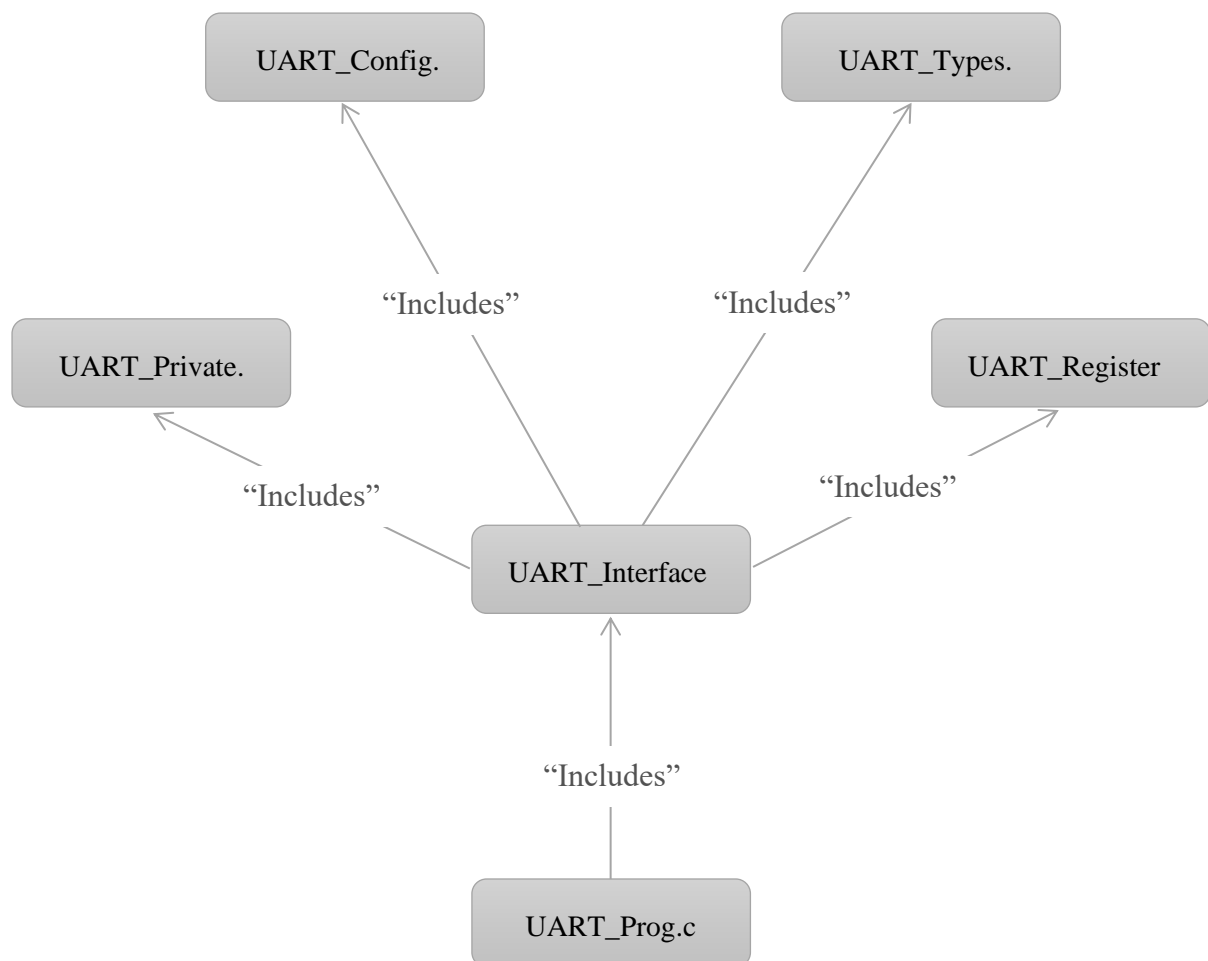 UART_Config.
UART_Types.
“Includes”
“Includes”
UART_Private.
UART_Register
“Includes”
“Includes”
UART_Interface
“Includes”
UART_Prog.c